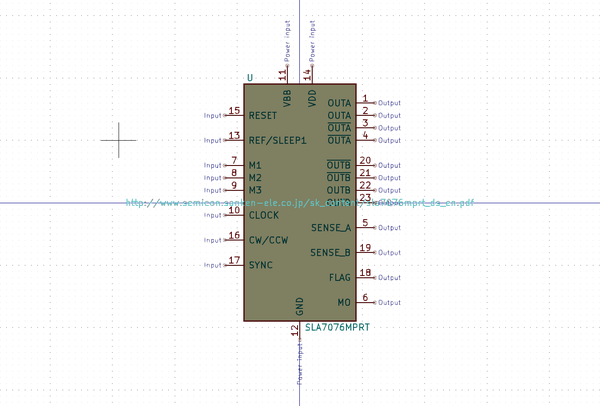 Power input
Power input
11
14
U
VBB
VDD
OUTA 1 Output
Input 15 RESET
OUTA 2 Output
OUTA 3 Output
Input 13 REF/SLEEP1
OUTA 4 Output
Input 7 M1
OUTB 20 Output
Input 8 M2
OUTB 21 Output
Input 9 M3
OUTB 22 Output
23
Input 10 CLOCK
SENSE_A 5 Output
Input 16 CW/CCW
SENSE_B 19 Output
Input 17 SYNC
FLAG 18 Output
MO 6 Output
GND
12
SLA7076MPRT
Power input